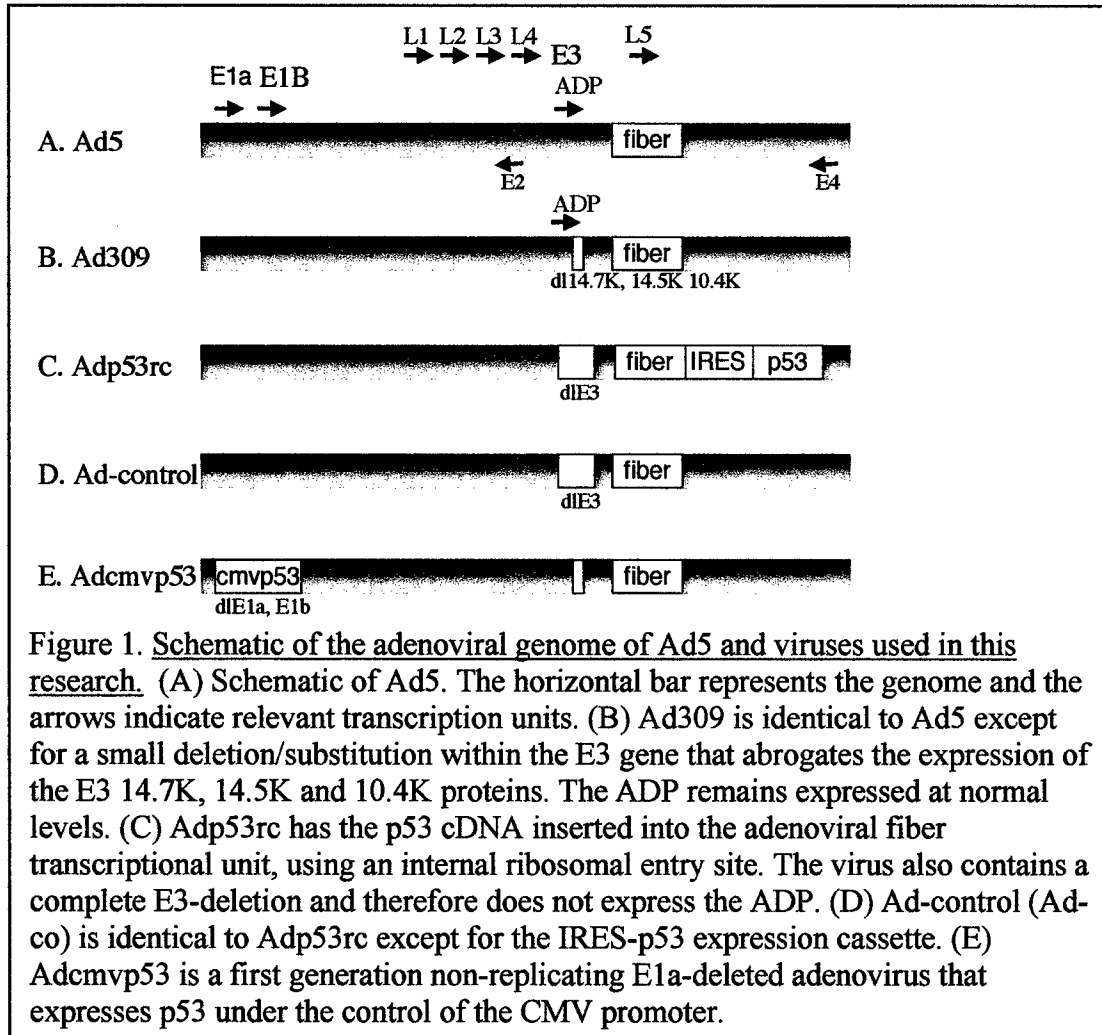 L1 L2 L3 L4 E3 L5
E1a E1B ADP
A. Ad5 fiber
E2 E4
ADP
B. Ad309 fiber
dl14.7K, 14.5K 10.4K
C. Adp53rc fiber IRES p53
dlE3
D. Ad-control fiber
dlE3
E. Adcmvp53 cmvp53 fiber
dlE1a, E1b
Figure 1. Schematic of the adenoviral genome of Ad5 and viruses used in this
research. (A) Schematic of Ad5. The horizontal bar represents the genome and the
arrows indicate relevant transcription units. (B) Ad309 is identical to Ad5 except
for a small deletion/substitution within the E3 gene that abrogates the expression of
the E3 14.7K, 14.5K and 10.4K proteins. The ADP remains expressed at normal
levels. (C) Adp53rc has the p53 cDNA inserted into the adenoviral fiber
transcriptional unit, using an internal ribosomal entry site. The virus also contains a
complete E3-deletion and therefore does not express the ADP. (D) Ad-control (Ad-
co) is identical to Adp53rc except for the IRES-p53 expression cassette. (E)
Adcmvp53 is a first generation non-replicating E1a-deleted adenovirus that
expresses p53 under the control of the CMV promoter.